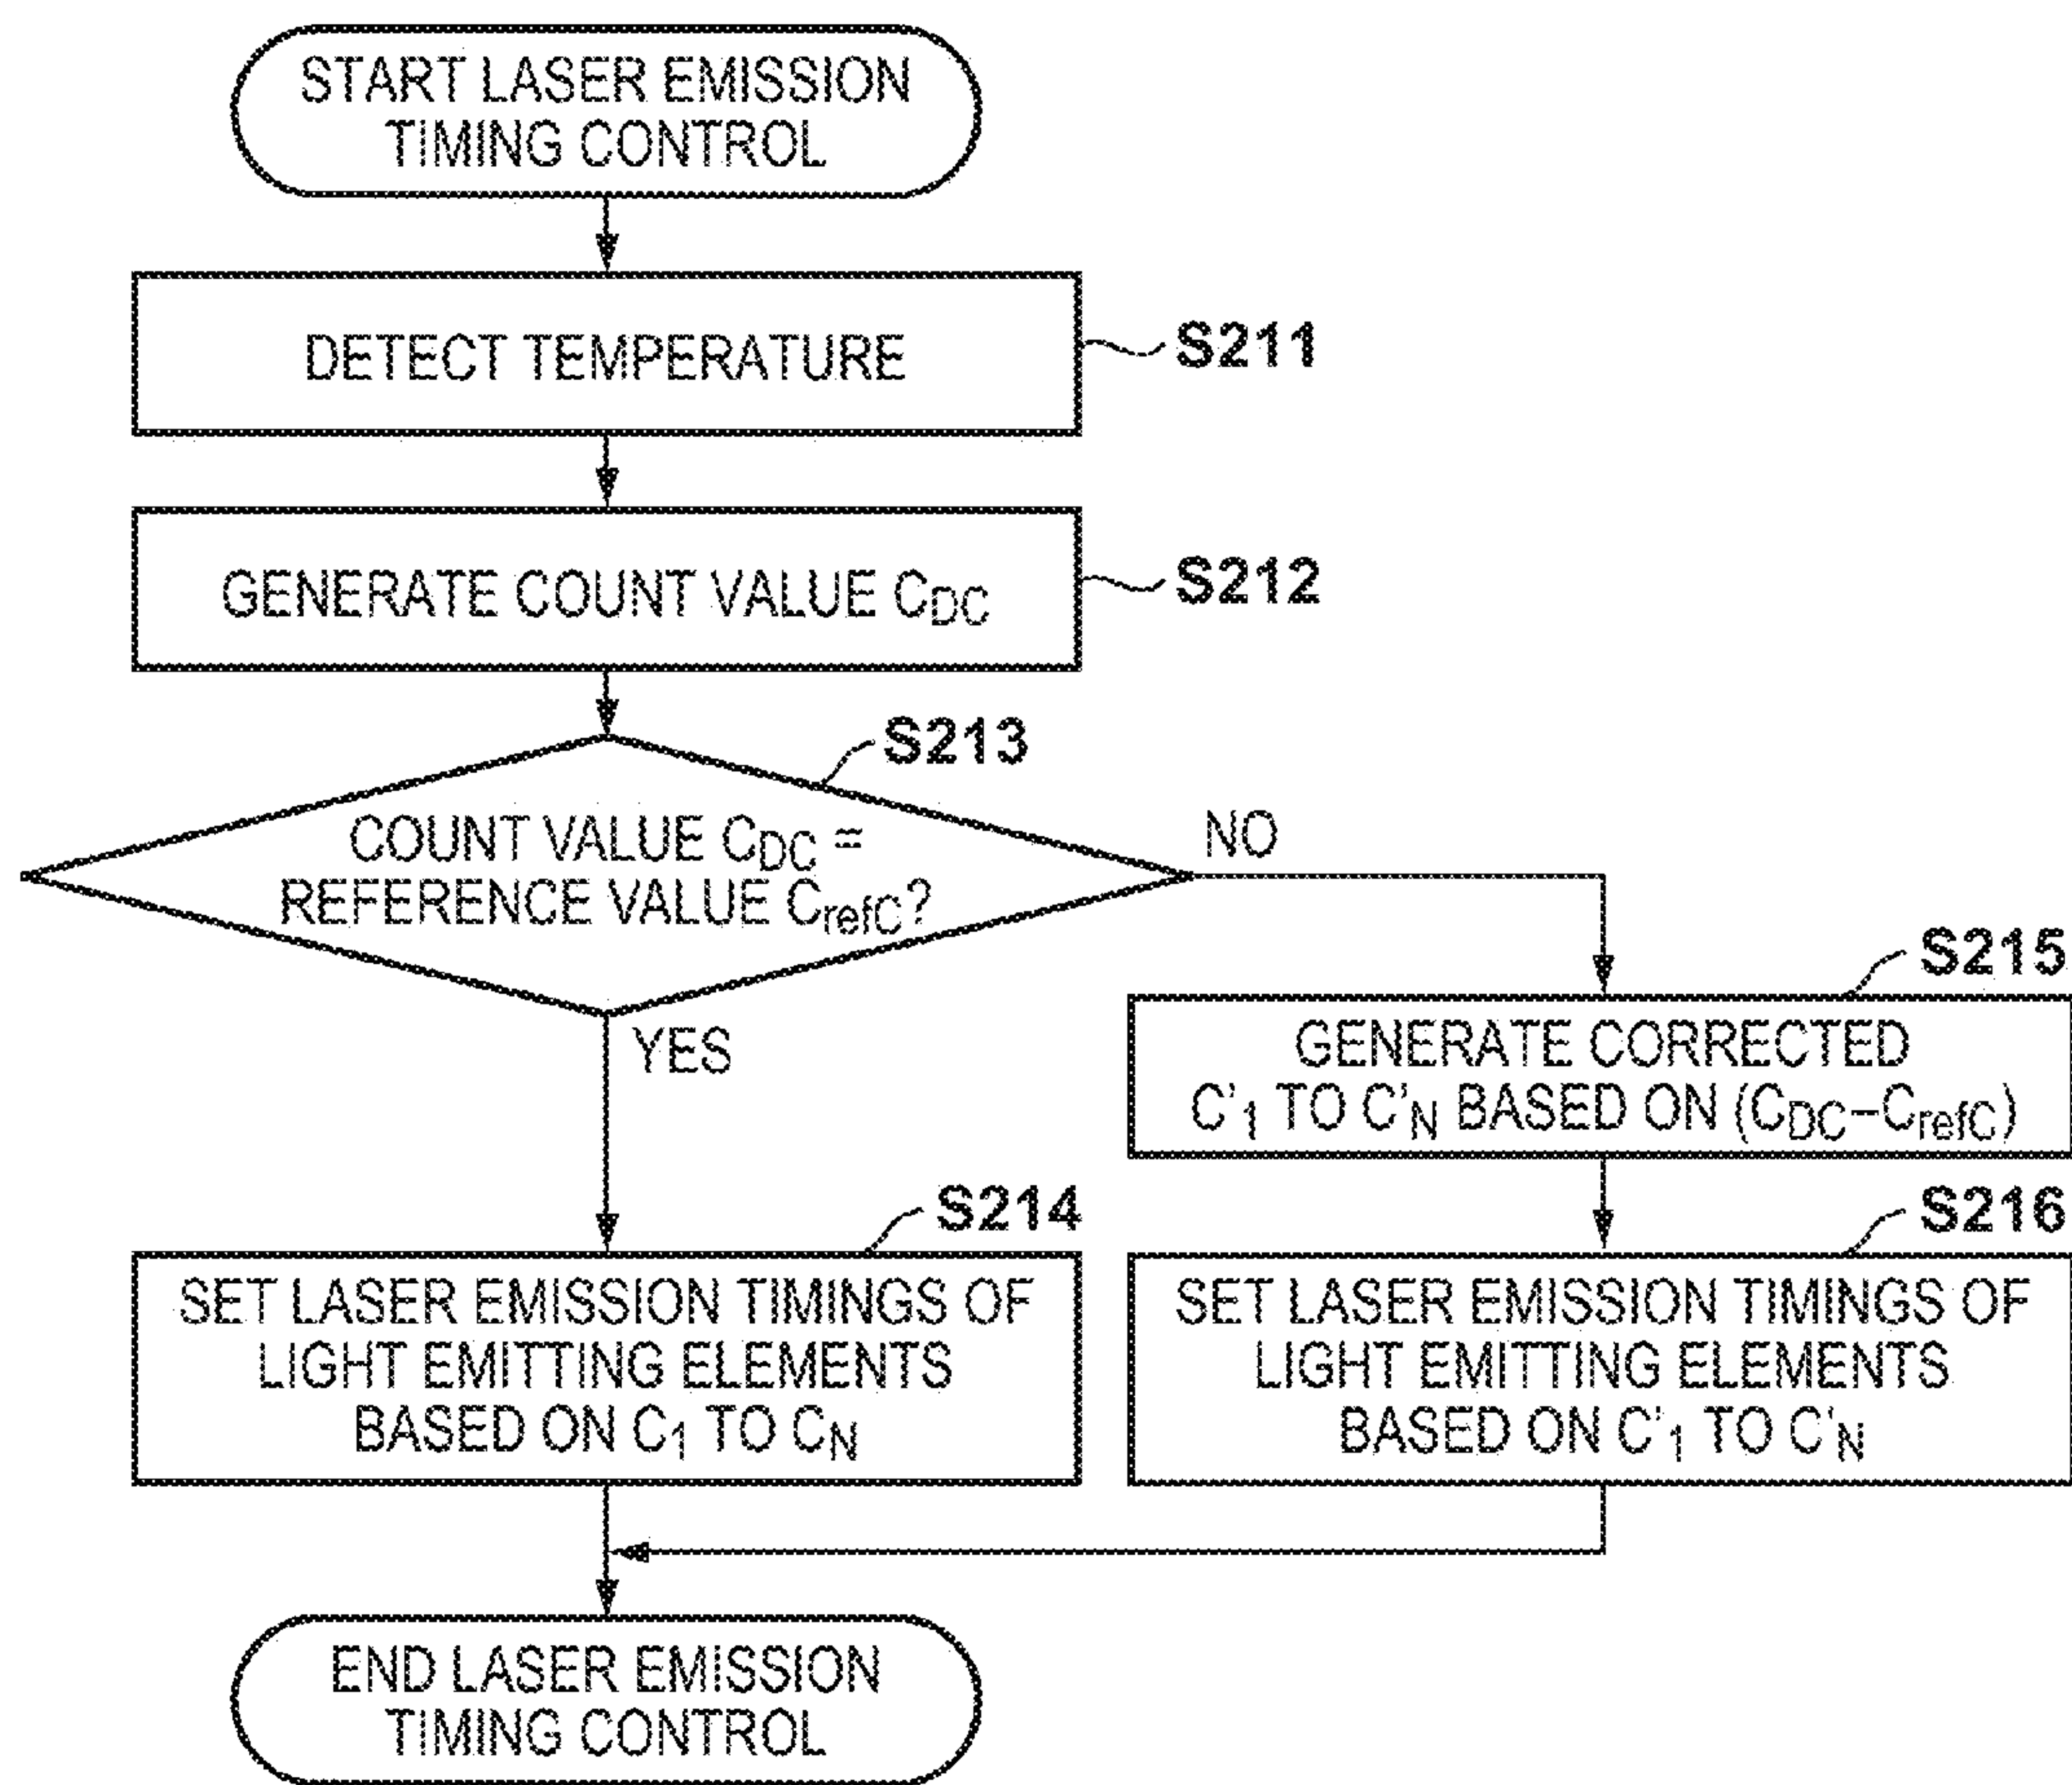 START LASER EMISSION
TIMING CONTROL
DETECT TEMPERATURE
S211
GENERATE COUNT VALUE CDC
S212
S213
COUNT VALUE CDC =
REFERENCE VALUE CrefC?
NO
YES
S215
GENERATE CORRECTED
C'1 TO C'N BASED ON (CDC−CrefC)
S214
SET LASER EMISSION TIMINGS OF
LIGHT EMITTING ELEMENTS
BASED ON C1 TO CN
S216
SET LASER EMISSION TIMINGS OF
LIGHT EMITTING ELEMENTS
BASED ON C'1 TO C'N
END LASER EMISSION
TIMING CONTROL